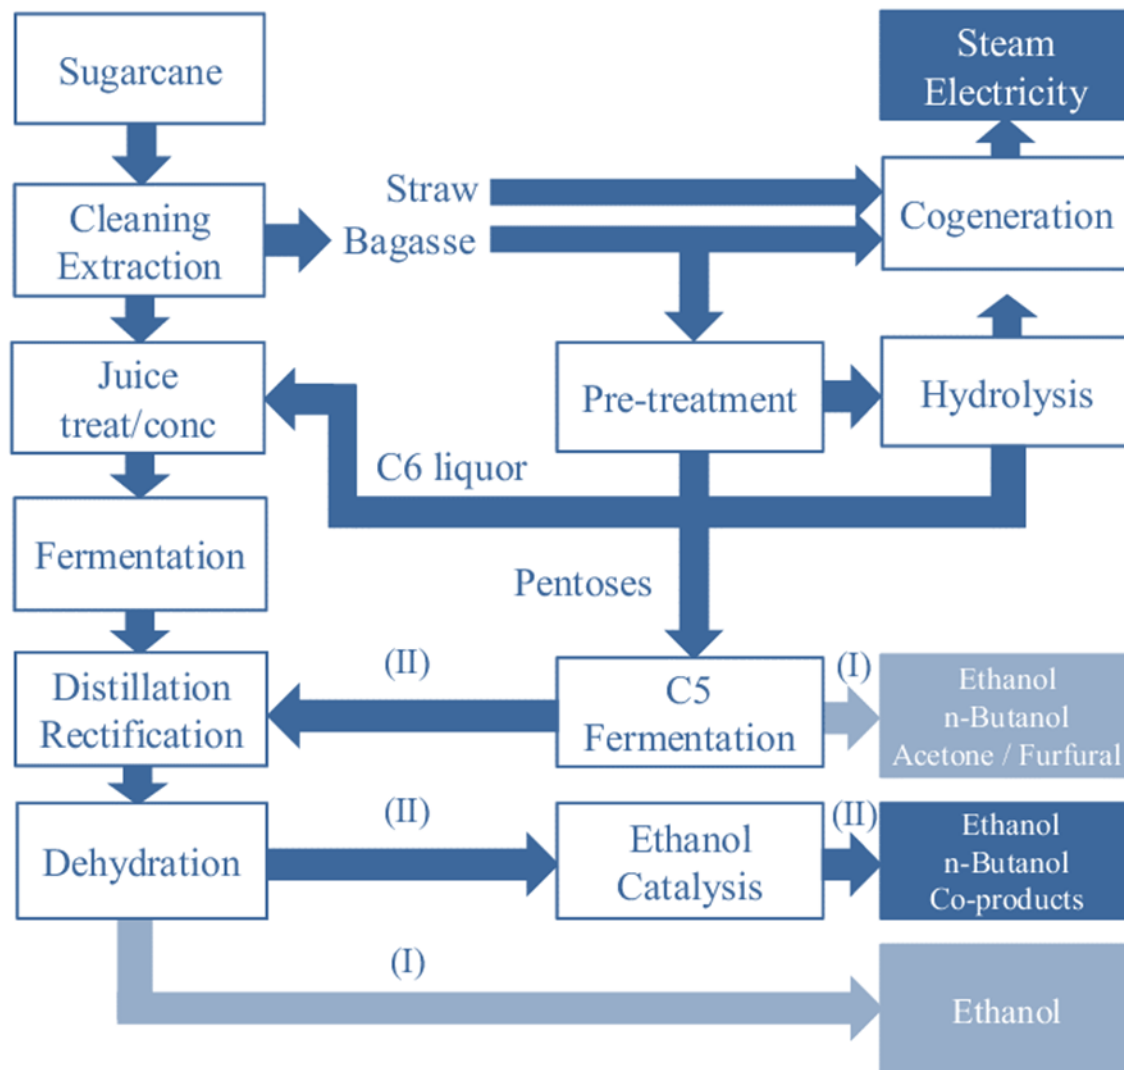 Sugarcane
Steam
Electricity
Straw
Bagasse
Cleaning
Extraction
Cogeneration
Juice
treat/conc
Pre-treatment
Hydrolysis
C6 liquor
Fermentation
Pentoses
(II)
(I)
Distillation
Rectification
C5
Fermentation
Ethanol
n-Butanol
Acetone / Furfural
(II)
(II)
Dehydration
Ethanol
Catalysis
Ethanol
n-Butanol
Co-products
(I)
Ethanol